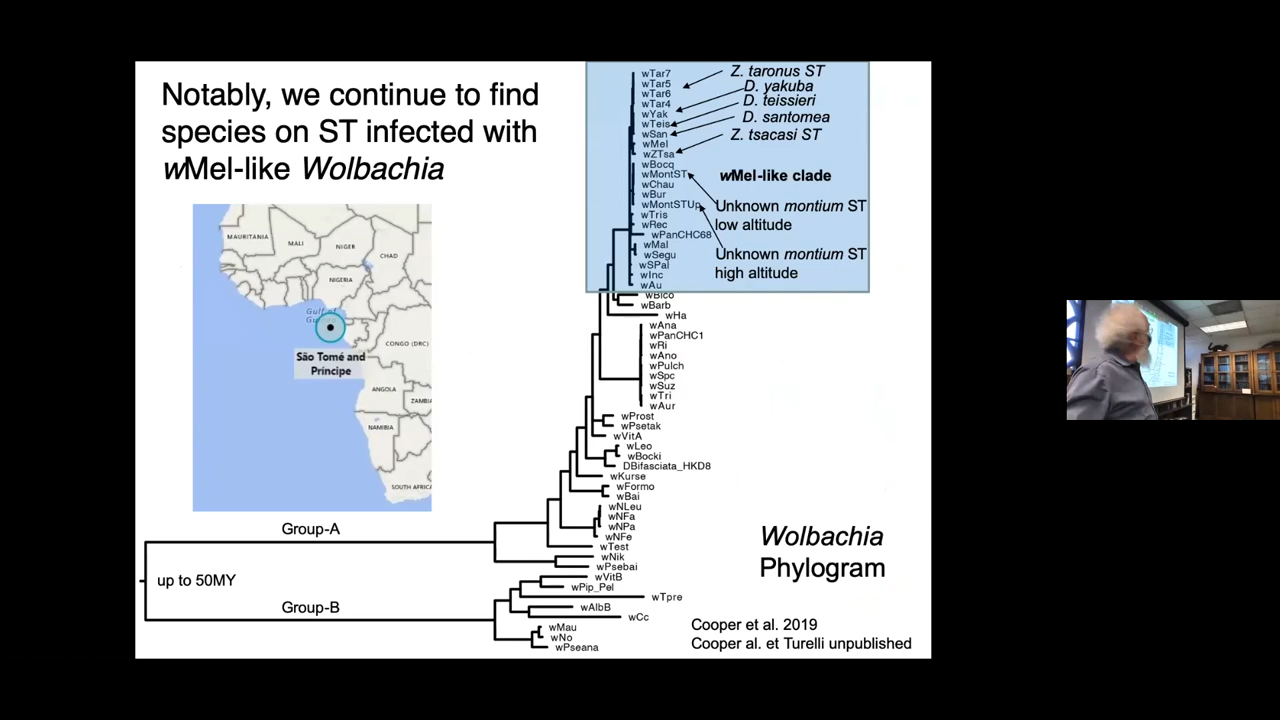 Notably, we continue to find
species on ST infected with
wMel-like Wolbachia
MAURITANIA
MALI
NIGER
CHAD
NIGERIA
Gulf of
São Tomé and
Príncipe
CONGO (DRC)
ANGOLA
ZAMBIA
NAMIBIA
SOUTH AFRICA
wTar7
wTar5
wTar6
wTar4
wYak
wTeis
wSan
wMel
wZTsa
wBocq
wMontST
wChau
wBur
wMontSTUp
wTris
wRec
wPanCHC68
wMal
wSegu
wSPal
wInc
wAu
Z. taronus ST
D. yakuba
D. teissieri
D. santomea
Z. tsacasi ST
wMel-like clade
Unknown montium ST
low altitude
Unknown montium ST
high altitude
wBico
wBarb
wHa
wAna
wPanCHC1
wRi
wAno
wPulch
wSpc
wSuz
wTri
wAur
wProst
wPsetak
wVitA
wLeo
wBocki
DBifasciata_HKD8
wKurse
wFormo
wBai
wNLeu
wNFa
wNPa
wNFe
wTest
wNik
wPsebai
wVitB
wPip_Pel
wTpre
wAlbB
wCc
wMau
wNo
wPseana
Group-A
up to 50MY
Group-B
Wolbachia
Phylogram
Cooper et al. 2019
Cooper al. et Turelli unpublished